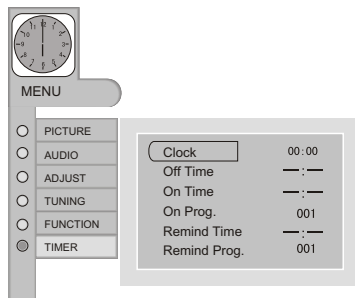 MENU
PICTURE
AUDIO
ADJUST
TUNING
FUNCTION
TIMER
Clock 00:00
Off Time —:—
On Time —:—
On Prog. 001
Remind Time —:—
Remind Prog. 001